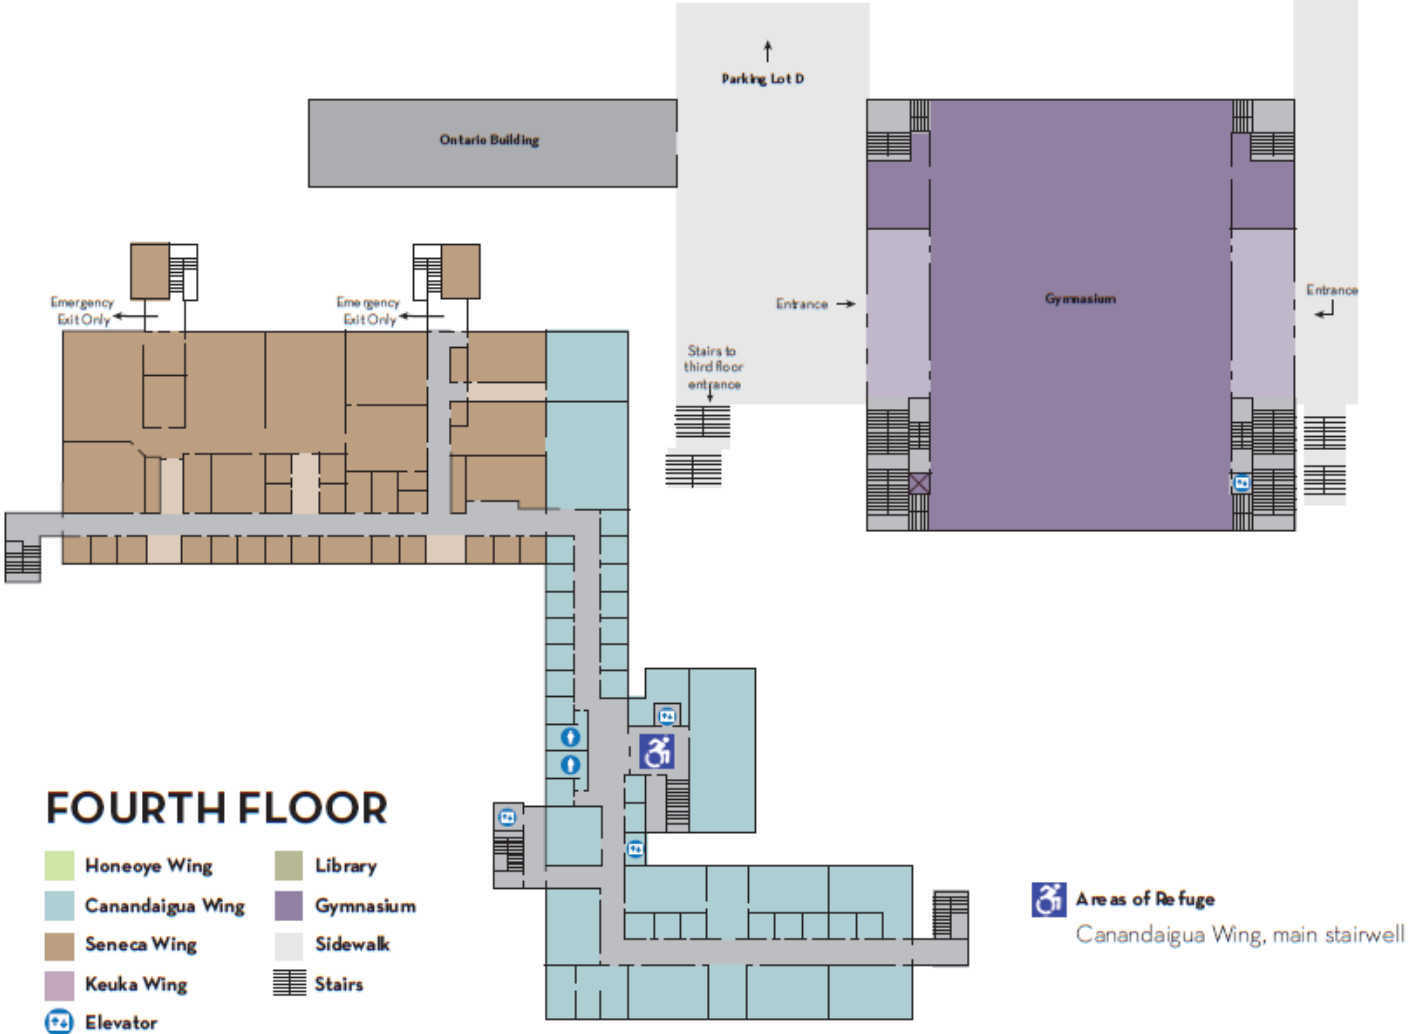 Parking Lot D
Ontario Building
Emergency
Exit Only
Emergency
Exit Only
Entrance
Gymnasium
Entrance
Stairs to
third floor
entrance
FOURTH FLOOR
Honeoye Wing
Library
Canandaigua Wing
Gymnasium
Seneca Wing
Sidewalk
Keuka Wing
Stairs
Elevator
Areas of Refuge
Canandaigua Wing, main stairwell